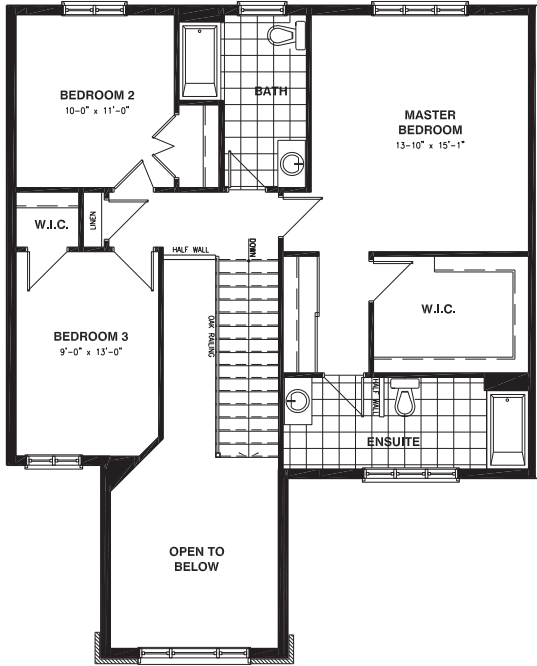 BEDROOM 2
10-0" x 11'-0"
BATH
MASTER
BEDROOM
13-10" x 15'-1"
W.I.C.
LINEN
HALF WALL
DOWN
BEDROOM 3
9'-0" x 13'-0"
OAK RAILING
W.I.C.
HALF WALL
ENSUITE
OPEN TO
BELOW